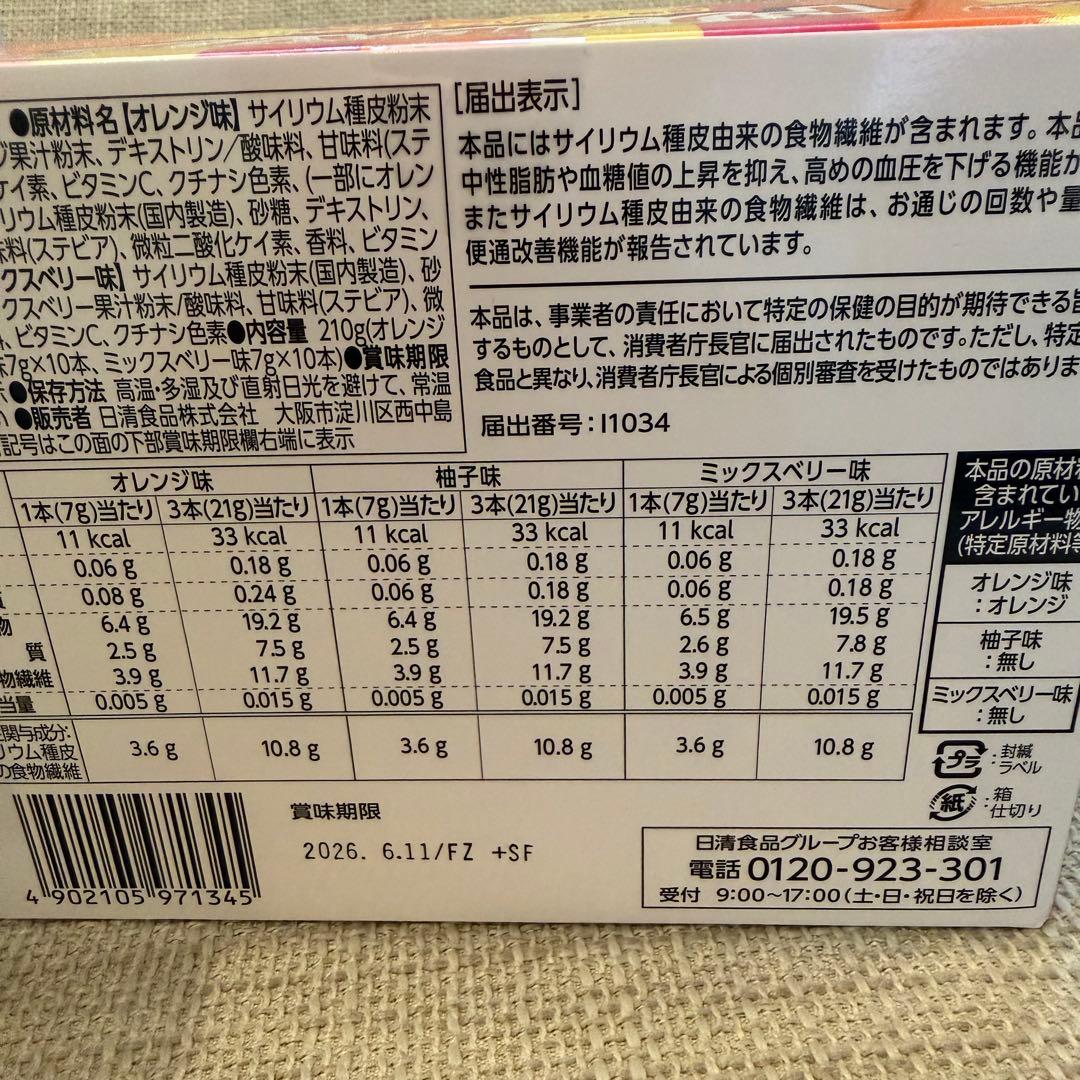 ●原材料名【オレンジ味】サイリウム種皮粉末
果汁粉末、デキストリン/酸味料、甘味料(ステ
ケイ素、ビタミンC、クチナシ色素、(一部にオレン
リウム種皮粉末(国内製造)、砂糖、デキストリン、
味料(ステビア)、微粒二酸化ケイ素、香料、ビタミン
クスベリー味】サイリウム種皮粉末(国内製造)、砂
クスベリー果汁粉末/酸味料、甘味料(ステビア)、微
、ビタミンC、クチナシ色素●内容量 210g(オレンジ
味7g×10本、ミックスベリー味7g×10本)●賞味期限
●保存方法 高温・多湿及び直射日光を避けて、常温
●販売者 日清食品株式会社 大阪市淀川区西中島
記号はこの面の下部賞味期限欄右端に表示
[届出表示]
本品にはサイリウム種皮由来の食物繊維が含まれます。本品
中性脂肪や血糖値の上昇を抑え、高めの血圧を下げる機能が
またサイリウム種皮由来の食物繊維は、お通じの回数や量
便通改善機能が報告されています。
本品は、事業者の責任において特定の保健の目的が期待できる旨
するものとして、消費者庁長官に届出されたものです。ただし、特定
食品と異なり、消費者庁長官による個別審査を受けたものではありま
届出番号：I1034
オレンジ味 柚子味 ミックスベリー味
1本(7g)当たり 3本(21g)当たり 1本(7g)当たり 3本(21g)当たり 1本(7g)当たり 3本(21g)当たり
11 kcal 33 kcal 11 kcal 33 kcal 11 kcal 33 kcal
0.06 g 0.18 g 0.06 g 0.18 g 0.06 g 0.18 g
0.08 g 0.24 g 0.06 g 0.18 g 0.06 g 0.18 g
物 6.4 g 19.2 g 6.4 g 19.2 g 6.5 g 19.5 g
質 2.5 g 7.5 g 2.5 g 7.5 g 2.6 g 7.8 g
物繊維 3.9 g 11.7 g 3.9 g 11.7 g 3.9 g 11.7 g
当量 0.005 g 0.015 g 0.005 g 0.015 g 0.005 g 0.015 g
関与成分:
リウム種皮 3.6 g 10.8 g 3.6 g 10.8 g 3.6 g 10.8 g
の食物繊維
本品の原材料
含まれてい
アレルギー物
(特定原材料等
オレンジ味
：オレンジ
柚子味
：無し
ミックスベリー味
：無し
プラ：封緘
ラベル
紙：箱
仕切り
4 902105 971345
賞味期限
2026. 6.11/FZ +SF
日清食品グループお客様相談室
電話 0120-923-301
受付 9:00～17:00(土・日・祝日を除く)